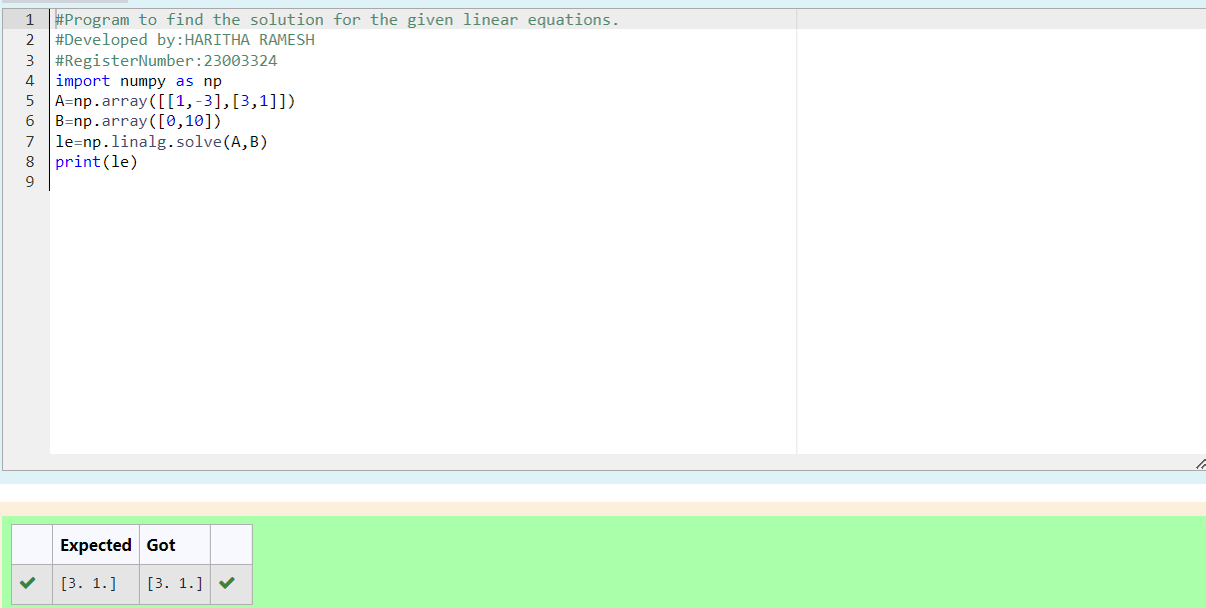 1 #Program to find the solution for the given linear equations.
2 #Developed by:HARITHA RAMESH
3 #RegisterNumber:23003324
4 import numpy as np
5 A=np.array([[1,-3],[3,1]])
6 B=np.array([0,10])
7 le=np.linalg.solve(A,B)
8 print(le)
9
Expected Got
[3. 1.] [3. 1.]